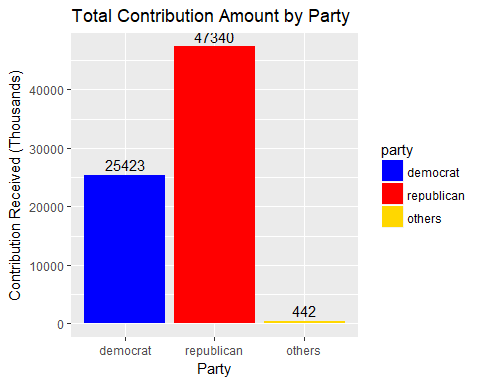 Total Contribution Amount by Party
Contribution Received (Thousands)
40000
30000
20000
10000
0
25423
47340
442
democrat
republican
others
Party
party
democrat
republican
others